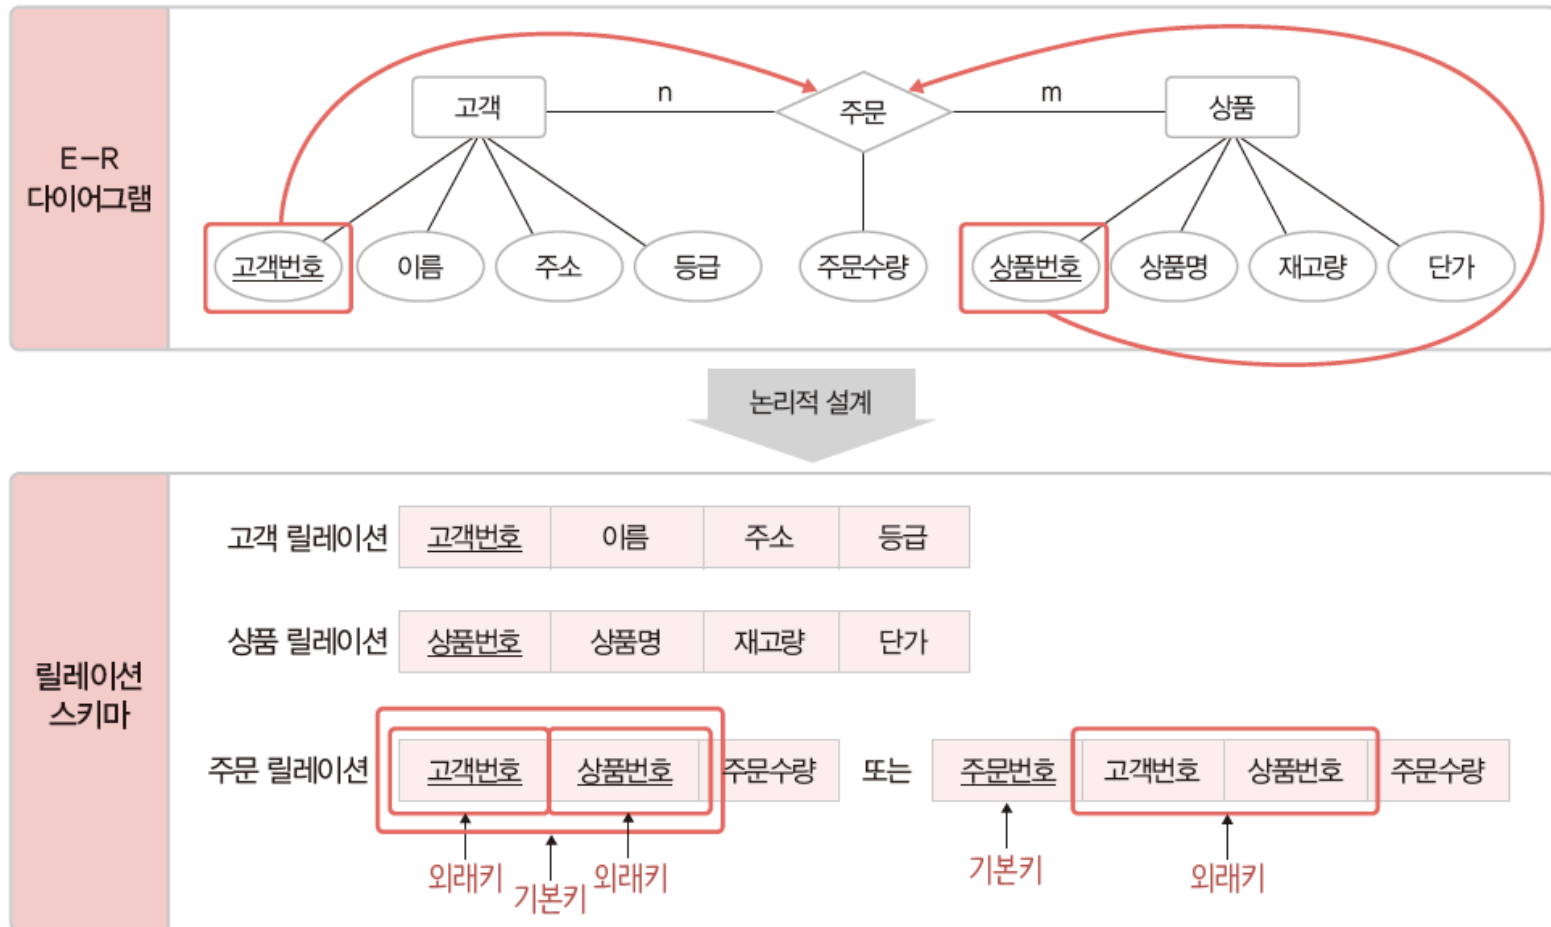 E-R
다이어그램
고객
n
주문
m
상품
고객번호
이름
주소
등급
주문수량
상품번호
상품명
재고량
단가
논리적 설계
릴레이션
스키마
고객 릴레이션 고객번호 이름 주소 등급
상품 릴레이션 상품번호 상품명 재고량 단가
주문 릴레이션 고객번호 상품번호 주문수량 또는 주문번호 고객번호 상품번호 주문수량
외래키 기본키 외래키 기본키 외래키